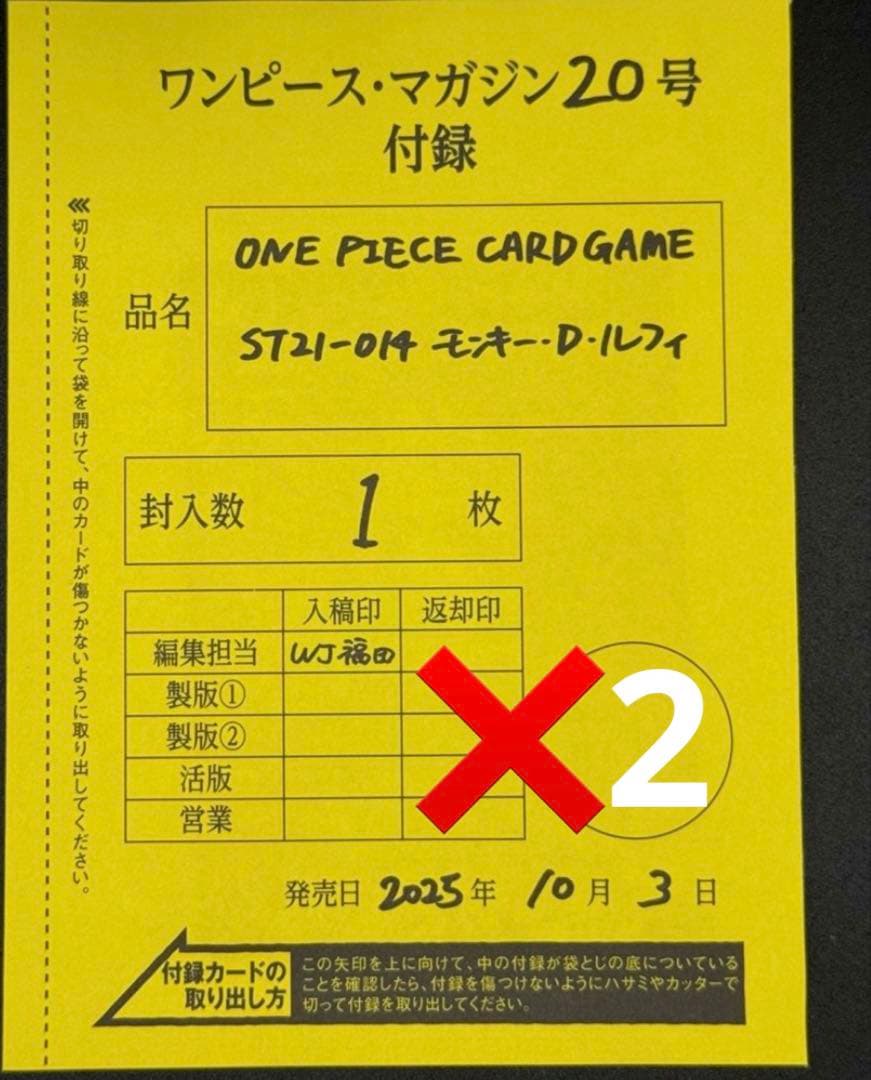 ワンピース・マガジン20号
付録
≪切り取り線に沿って袋を開けて、中のカードが傷つかないように取り出してください。
品名
ONE PIECE CARD GAME
ST21-014 モンキー・D・ルフィ
封入数 1 枚
入稿印 返却印
編集担当 WJ福田
製版①
製版②
活版
営業
❌2
発売日 2025年 10月 3日
付録カードの
取り出し方
この矢印を上に向けて、中の付録が袋とじの底についている
ことを確認したら、付録を傷つけないようにハサミやカッターで
切って付録を取り出してください。